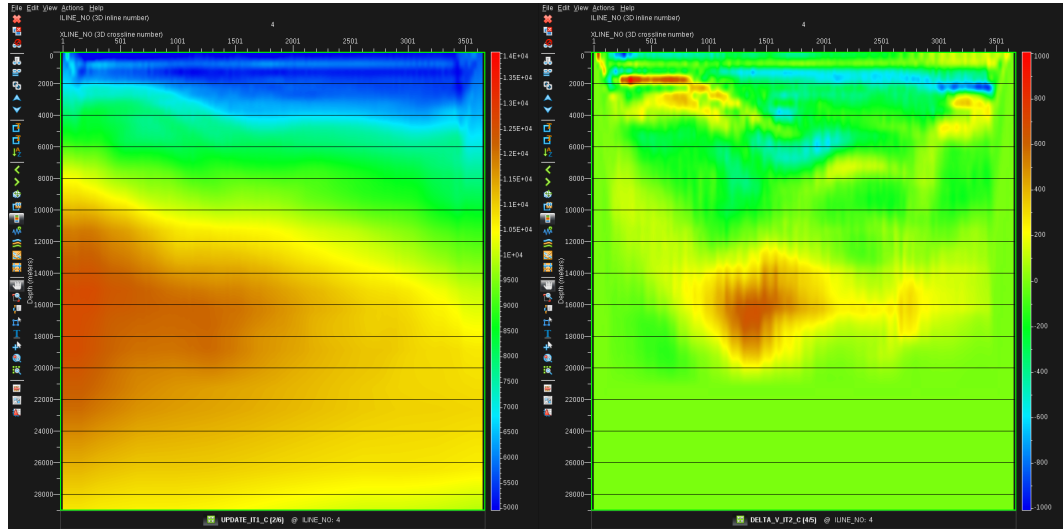 File Edit View Actions Help
ILINE_NO (3D inline number)
4
XLINE_NO (3D crossline number)
1 501 1001 1501 2001 2501 3001 3501
0
2000
4000
6000
8000
10000
12000
14000
16000
18000
20000
22000
24000
26000
28000
Depth (meters)
1.4E+04
1.35E+04
1.3E+04
1.25E+04
1.2E+04
1.15E+04
1.1E+04
1.05E+04
1E+04
9500
9000
8500
8000
7500
7000
6500
6000
5500
5000
UPDATE_IT1_C (2/6) @ ILINE_NO: 4
File Edit View Actions Help
ILINE_NO (3D inline number)
4
XLINE_NO (3D crossline number)
1 501 1001 1501 2001 2501 3001 3501
0
2000
4000
6000
8000
10000
12000
14000
16000
18000
20000
22000
24000
26000
28000
Depth (meters)
1000
800
600
400
200
0
-200
-400
-600
-800
-1000
DELTA_V_IT2_C (4/5) @ ILINE_NO: 4